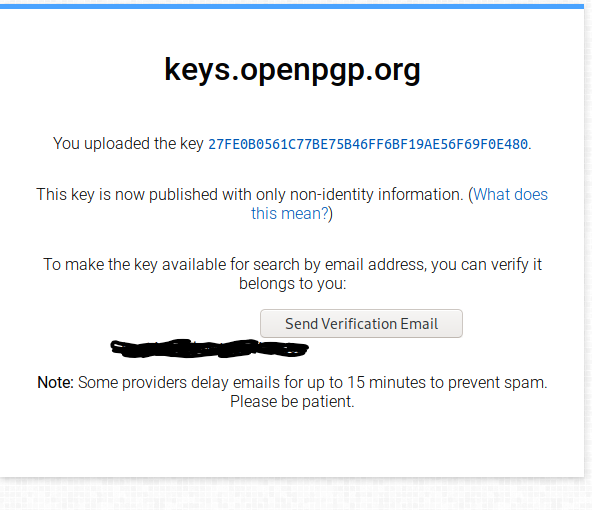 keys.openpgp.org
You uploaded the key 27FE0B0561C77BE75B46FF6BF19AE56F69F0E480.
This key is now published with only non-identity information. (What does
this mean?)
To make the key available for search by email address, you can verify it
belongs to you:
Send Verification Email
Note: Some providers delay emails for up to 15 minutes to prevent spam.
Please be patient.